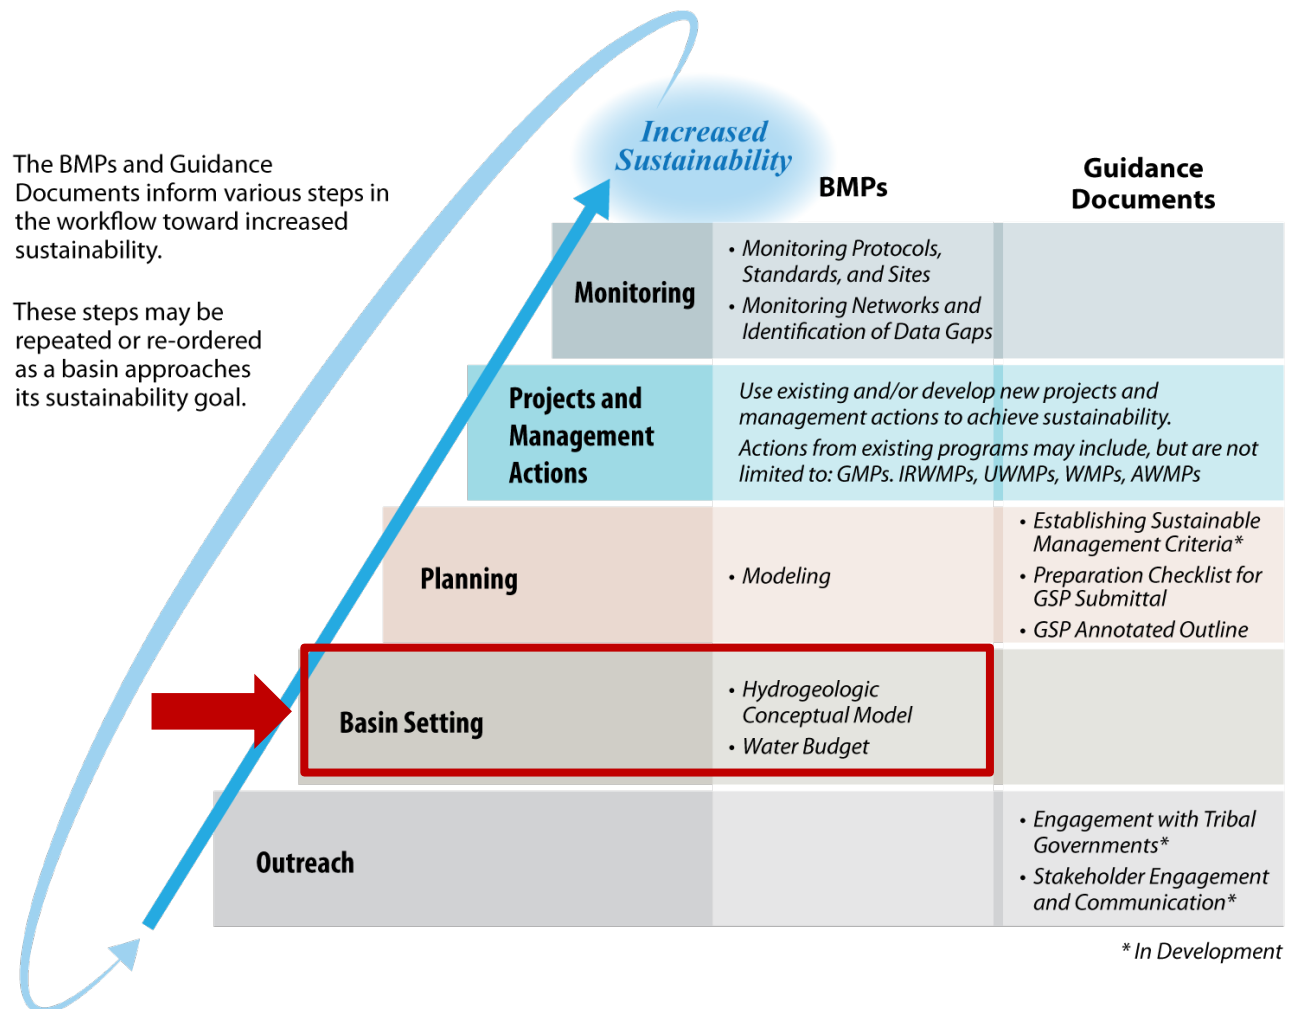 Increased
Sustainability
The BMPs and Guidance
Documents inform various steps in
the workflow toward increased
sustainability.
These steps may be
repeated or re-ordered
as a basin approaches
its sustainability goal.
BMPs
Guidance
Documents
Monitoring
• Monitoring Protocols,
Standards, and Sites
• Monitoring Networks and
Identification of Data Gaps
Projects and
Management
Actions
Use existing and/or develop new projects and
management actions to achieve sustainability.
Actions from existing programs may include, but are not
limited to: GMPs. IRWMPs, UWMPs, WMPs, AWMPs
Planning
• Modeling
• Establishing Sustainable
Management Criteria*
• Preparation Checklist for
GSP Submittal
• GSP Annotated Outline
Basin Setting
• Hydrogeologic
Conceptual Model
• Water Budget
Outreach
• Engagement with Tribal
Governments*
• Stakeholder Engagement
and Communication*
* In Development